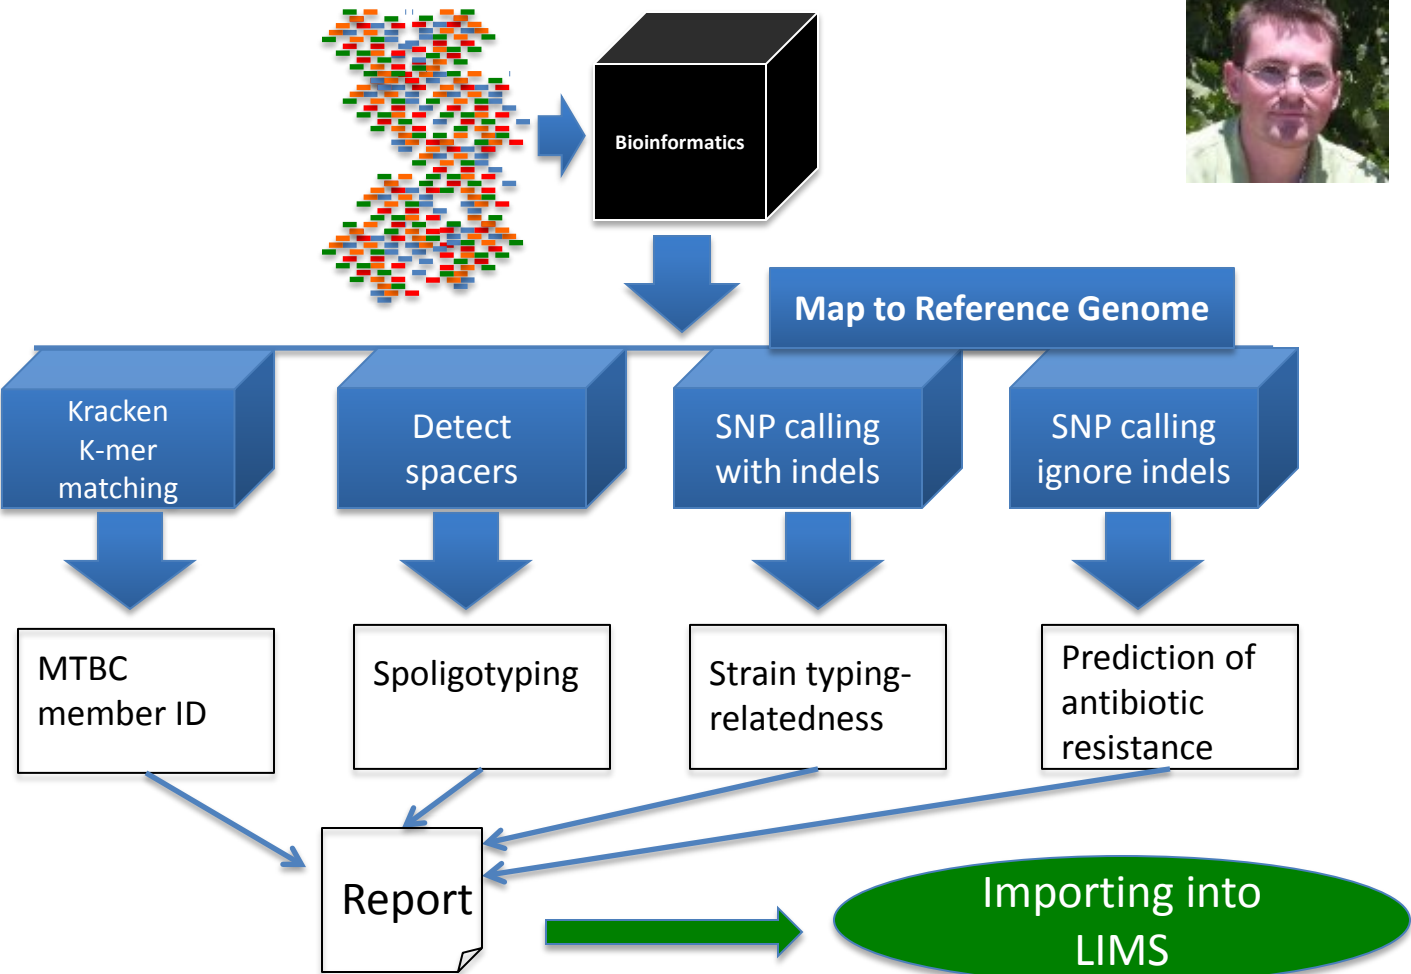 Bioinformatics
Map to Reference Genome
Kracken
K-mer
matching
Detect
spacers
SNP calling
with indels
SNP calling
ignore indels
MTBC
member ID
Spoligotyping
Strain typing-
relatedness
Prediction of
antibiotic
resistance
Report
Importing into
LIMS